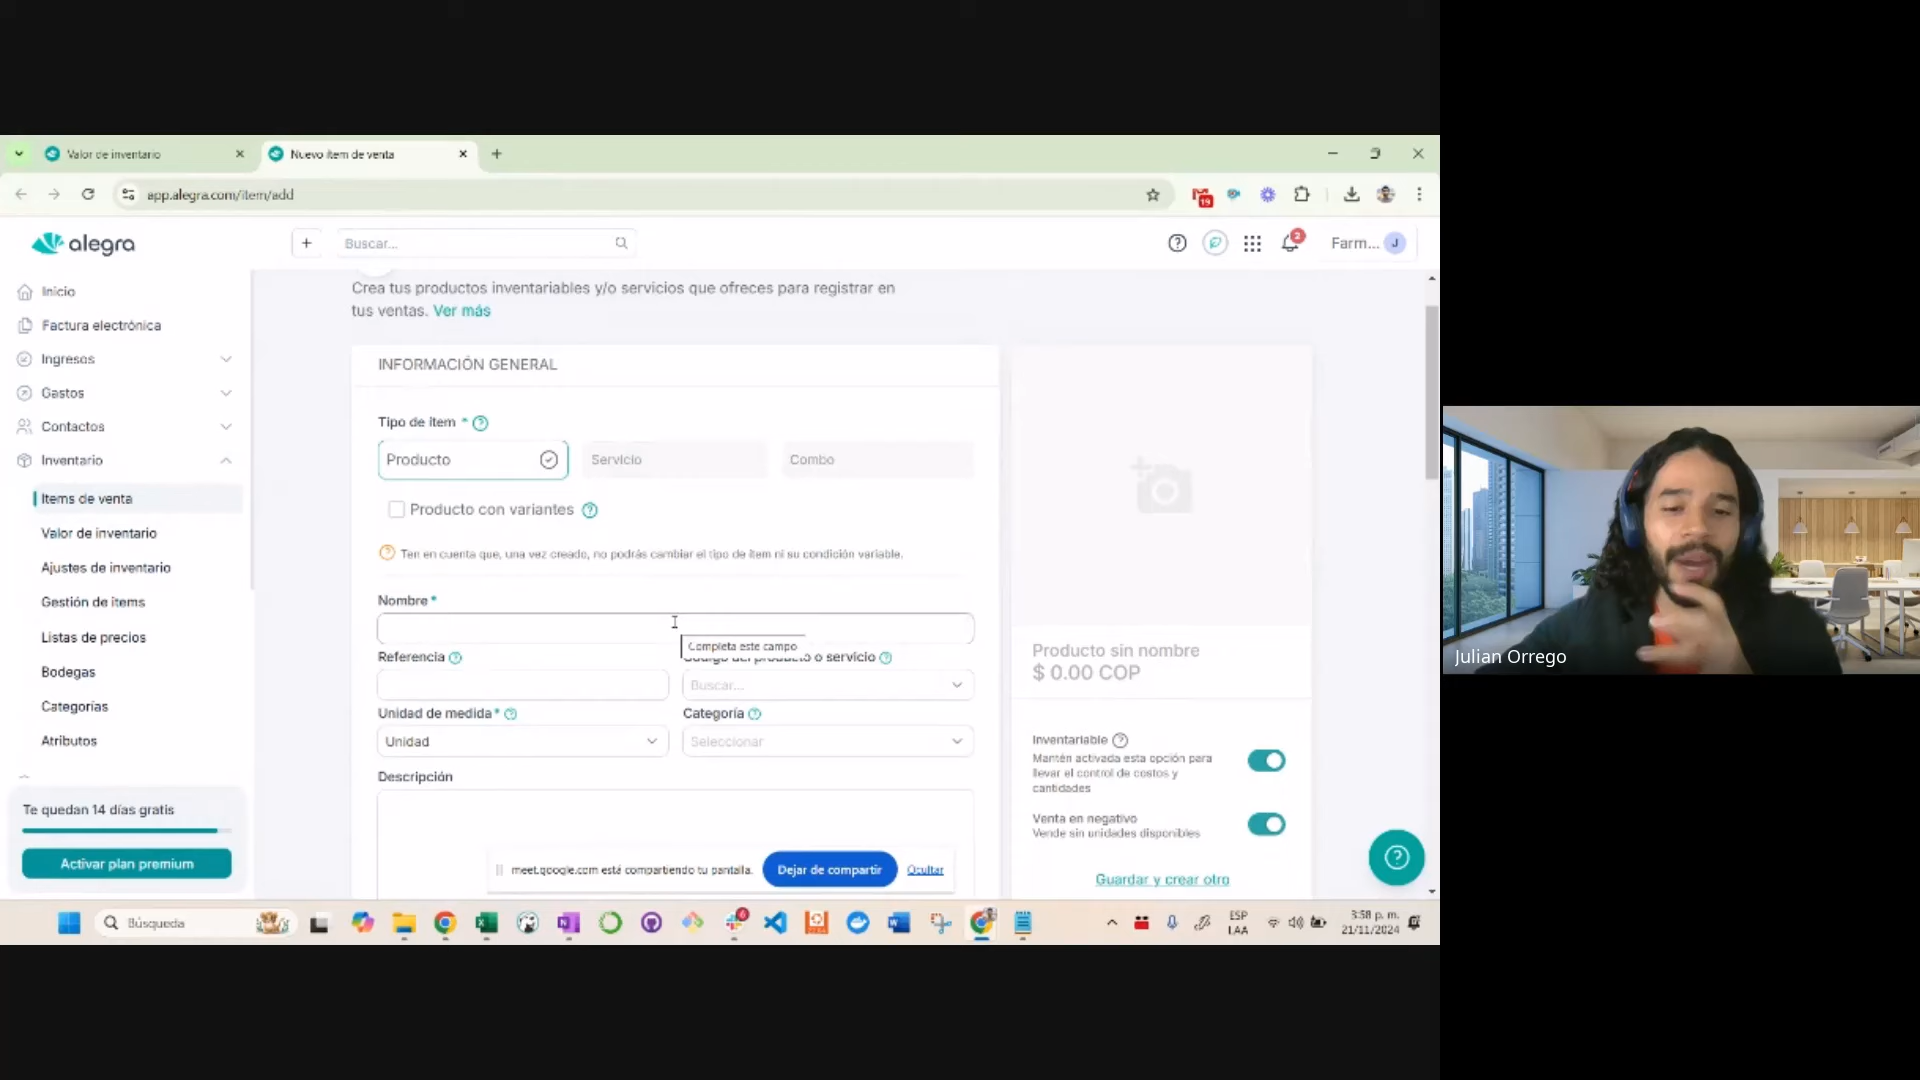 Valor de inventario
Nuevo ítem de venta
app.alegra.com/item/add
19
alegra
Buscar...
2
Farm...
J
Inicio
Factura electrónica
Ingresos
Gastos
Contactos
Inventario
Items de venta
Valor de inventario
Ajustes de inventario
Gestión de items
Listas de precios
Bodegas
Categorías
Atributos
Te quedan 14 días gratis
Activar plan premium
Crea tus productos inventariables y/o servicios que ofreces para registrar en
tus ventas. Ver más
INFORMACIÓN GENERAL
Tipo de ítem *
Producto
Servicio
Combo
Producto con variantes
Ten en cuenta que, una vez creado, no podrás cambiar el tipo de ítem ni su condición variable.
Nombre *
Completa este campo
Referencia
Código del producto o servicio
Buscar...
Unidad de medida *
Categoría
Unidad
Seleccionar
Descripción
Producto sin nombre
$ 0.00 COP
Inventariable
Mantén activada esta opción para
llevar el control de costos y
cantidades
Venta en negativo
Vende sin unidades disponibles
Guardar y crear otro
meet.google.com está compartiendo tu pantalla.
Dejar de compartir
Ocultar
Búsqueda
ESP
LAA
3:58 p. m.
21/11/2024
Julian Orrego